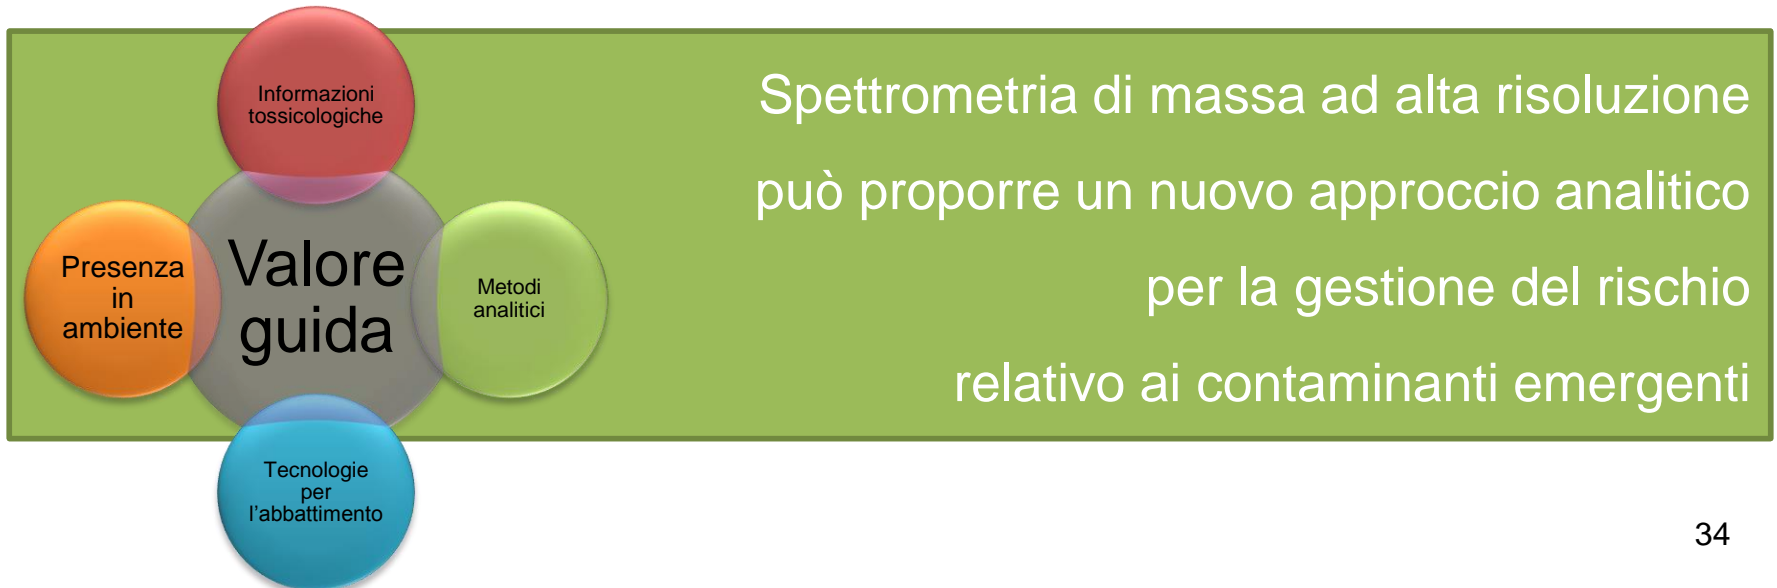 Informazioni
tossicologiche
Presenza
in
ambiente
Valore
guida
Metodi
analitici
Tecnologie
per
l'abbattimento
Spettrometria di massa ad alta risoluzione
può proporre un nuovo approccio analitico
per la gestione del rischio
relativo ai contaminanti emergenti
34